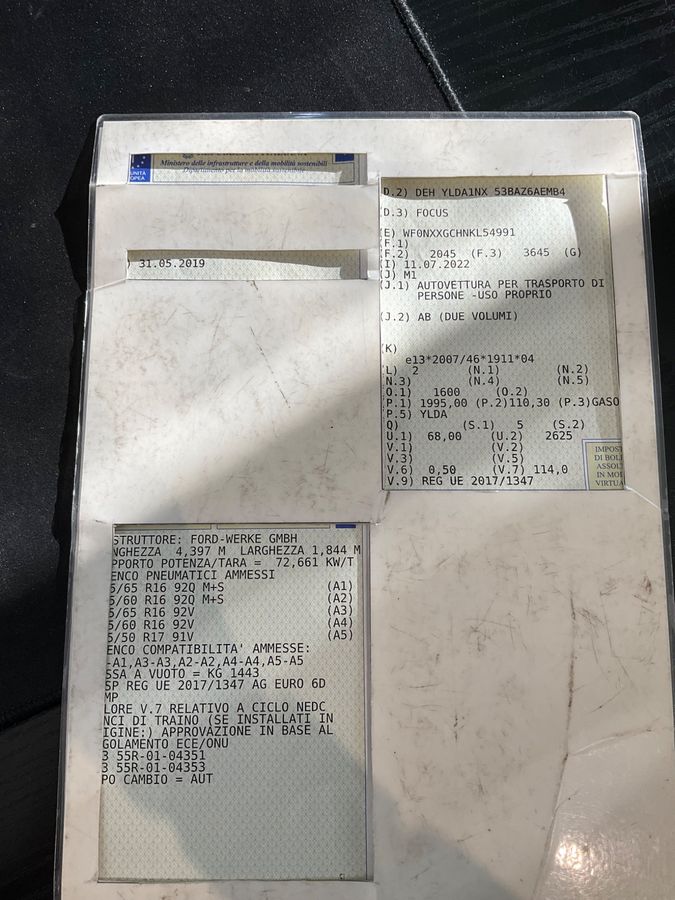 Ministero delle infrastrutture e della mobilità sostenibili
Dipartimento per la mobilità sostenibile
UNITÀ
OPEA
) 31.05.2019
D.2) DEH YLDA1NX 53BAZ6AEMB4
D.3) FOCUS
(E) WF0NXXGCHNKL54991
(F.1)
(F.2) 2045 (F.3) 3645 (G)
(I) 11.07.2022
(J) M1
(J.1) AUTOVETTURA PER TRASPORTO DI
PERSONE -USO PROPRIO
(J.2) AB (DUE VOLUMI)
(K)
e13*2007/46*1911*04
(L) 2 (N.1) (N.2)
N.3) (N.4) (N.5)
O.1) 1600 (O.2)
(P.1) 1995,00 (P.2)110,30 (P.3)GASO
P.5) YLDA
Q) (S.1) 5 (S.2)
U.1) 68,00 (U.2) 2625
V.1) (V.2)
V.3) (V.5)
V.6) 0,50 (V.7) 114,0
V.9) REG UE 2017/1347
IMPOST
DI BOL
ASSOL
IN MO
VIRTUA
STRUTTORE: FORD-WERKE GMBH
NGHEZZA 4,397 M LARGHEZZA 1,844 M
PPORTO POTENZA/TARA = 72,661 KW/T
ENCO PNEUMATICI AMMESSI
5/65 R16 92Q M+S (A1)
5/60 R16 92Q M+S (A2)
5/65 R16 92V (A3)
5/60 R16 92V (A4)
5/50 R17 91V (A5)
ENCO COMPATIBILITA' AMMESSE:
-A1,A3-A3,A2-A2,A4-A4,A5-A5
SSA A VUOTO = KG 1443
SP REG UE 2017/1347 AG EURO 6D
MP
LORE V.7 RELATIVO A CICLO NEDC
NCI DI TRAINO (SE INSTALLATI IN
IGINE:) APPROVAZIONE IN BASE AL
GOLAMENTO ECE/ONU
3 55R-01-04351
3 55R-01-04353
PO CAMBIO = AUT